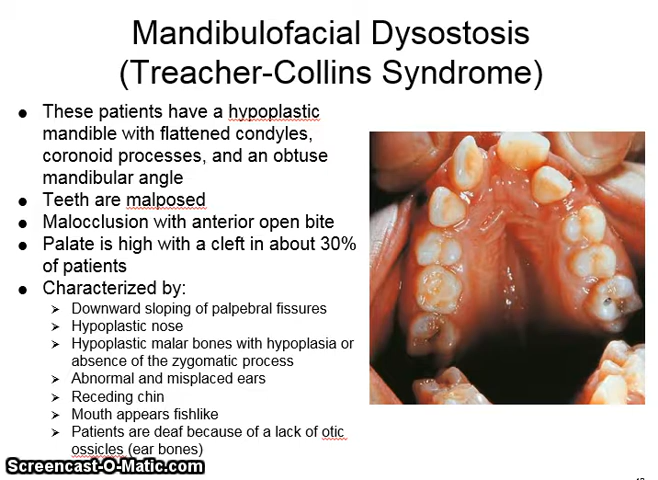 Mandibulofacial Dysostosis
(Treacher-Collins Syndrome)
● These patients have a hypoplastic
mandible with flattened condyles,
coronoid processes, and an obtuse
mandibular angle
● Teeth are malposed
● Malocclusion with anterior open bite
● Palate is high with a cleft in about 30%
of patients
● Characterized by:
➢ Downward sloping of palpebral fissures
➢ Hypoplastic nose
➢ Hypoplastic malar bones with hypoplasia or
absence of the zygomatic process
➢ Abnormal and misplaced ears
➢ Receding chin
➢ Mouth appears fishlike
➢ Patients are deaf because of a lack of otic
ossicles (ear bones)
Screencast-O-Matic.com